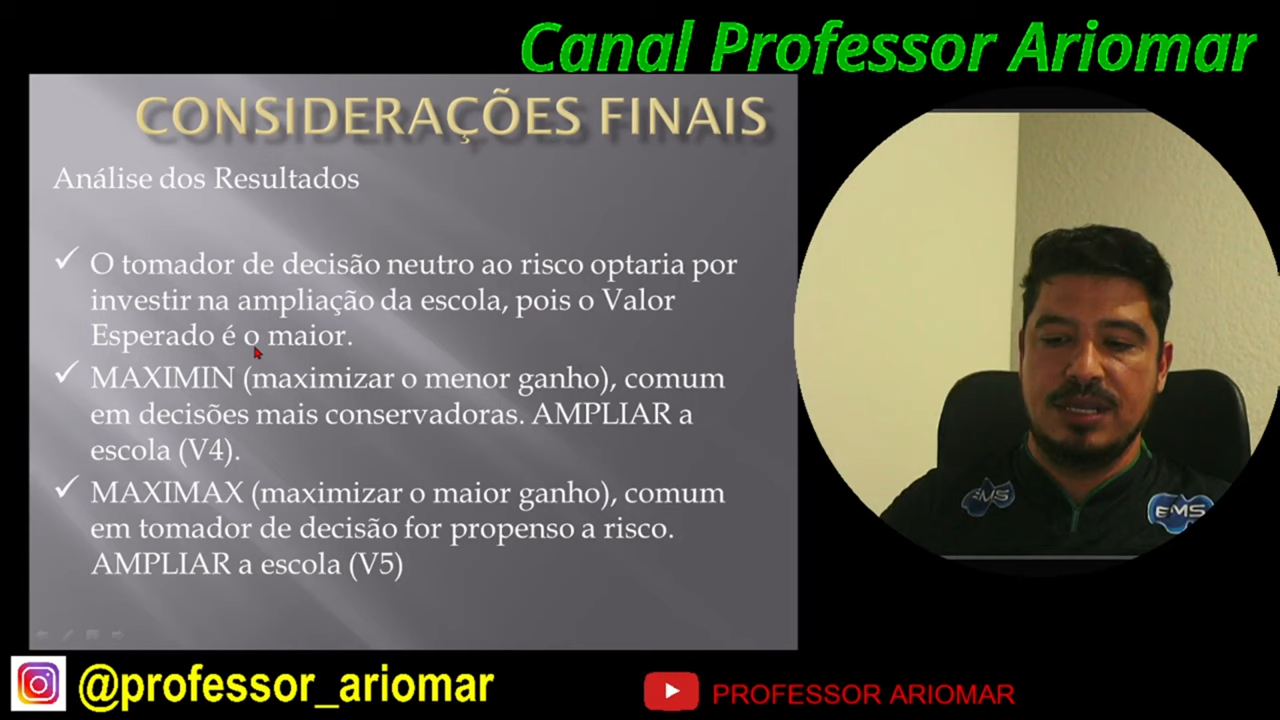 Canal Professor Ariomar
CONSIDERAÇÕES FINAIS
Análise dos Resultados
O tomador de decisão neutro ao risco optaria por
investir na ampliação da escola, pois o Valor
Esperado é o maior.
MAXIMIN (maximizar o menor ganho), comum
em decisões mais conservadoras. AMPLIAR a
escola (V4).
MAXIMAX (maximizar o maior ganho), comum
em tomador de decisão for propenso a risco.
AMPLIAR a escola (V5)
EMS
EMS
@professor_ariomar
PROFESSOR ARIOMAR